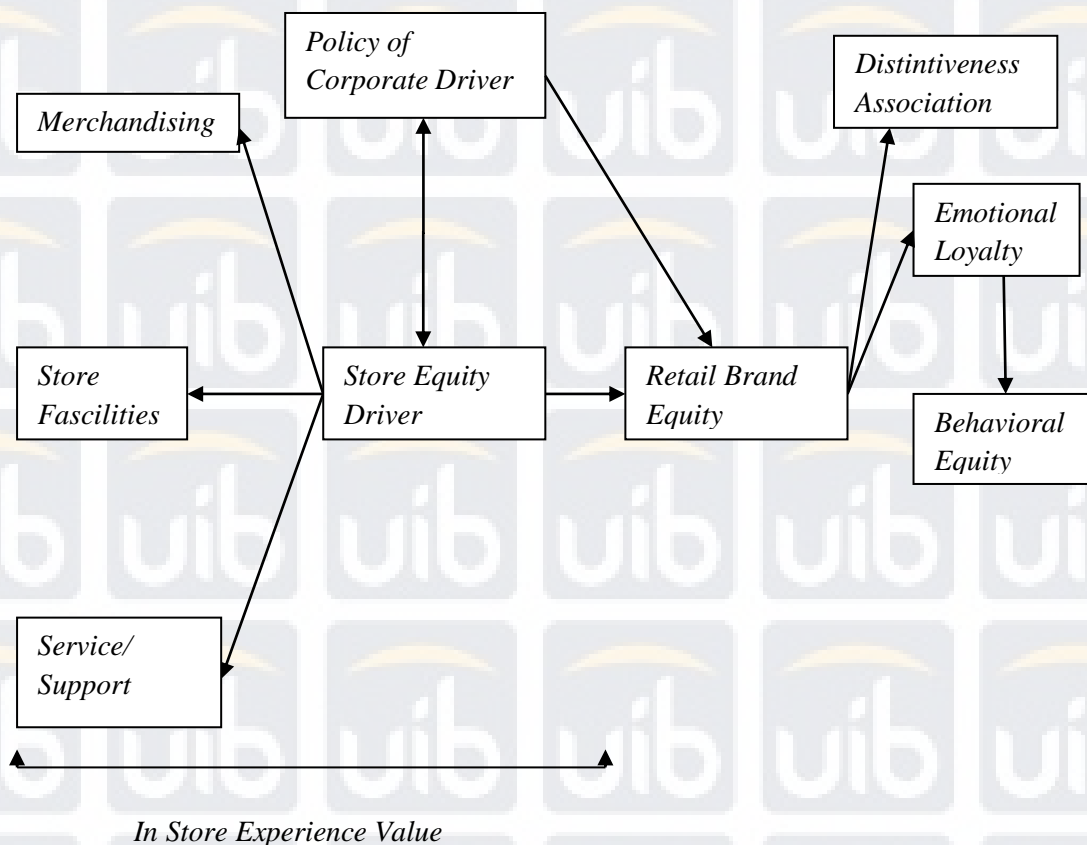 Policy of
Corporate Driver
Distintiveness
Association
Merchandising
Emotional
Loyalty
Store
Fascilities
Store Equity
Driver
Retail Brand
Equity
Behavioral
Equity
Service/
Support
In Store Experience Value
uib